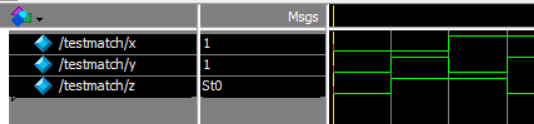 Msgs
/testmatch/x 1
/testmatch/y 1
/testmatch/z St0